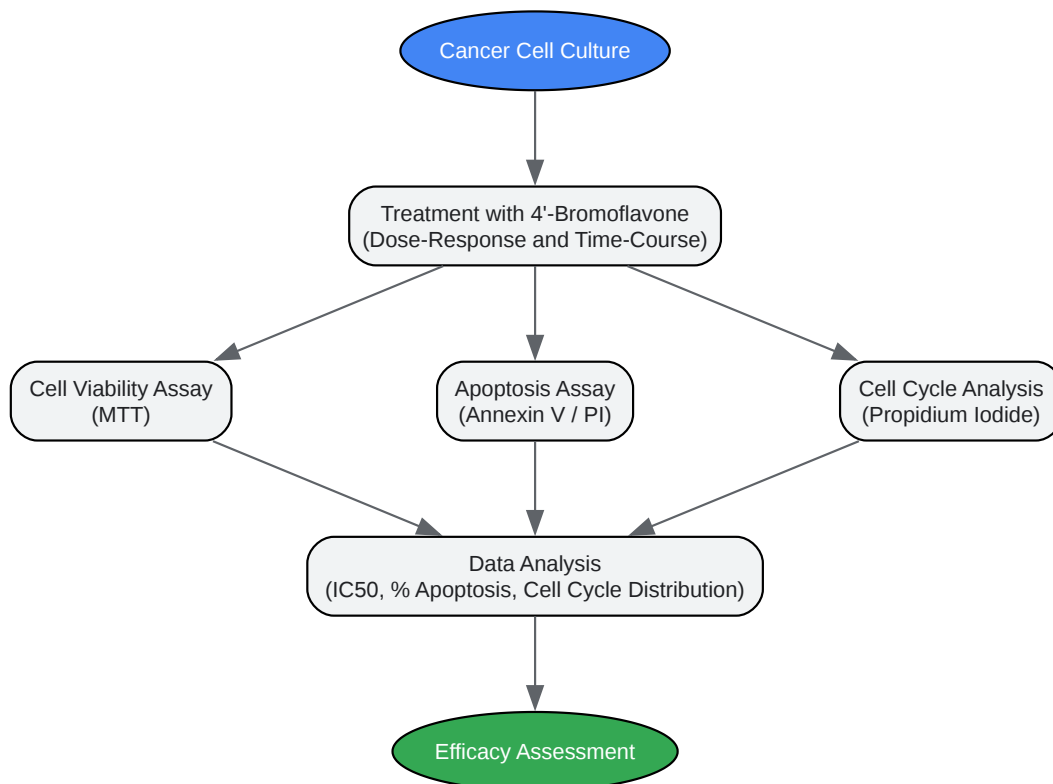 Cancer Cell Culture
Treatment with 4'-Bromoflavone
(Dose-Response and Time-Course)
Cell Viability Assay
(MTT)
Apoptosis Assay
(Annexin V / PI)
Cell Cycle Analysis
(Propidium Iodide)
Data Analysis
(IC50, % Apoptosis, Cell Cycle Distribution)
Efficacy Assessment